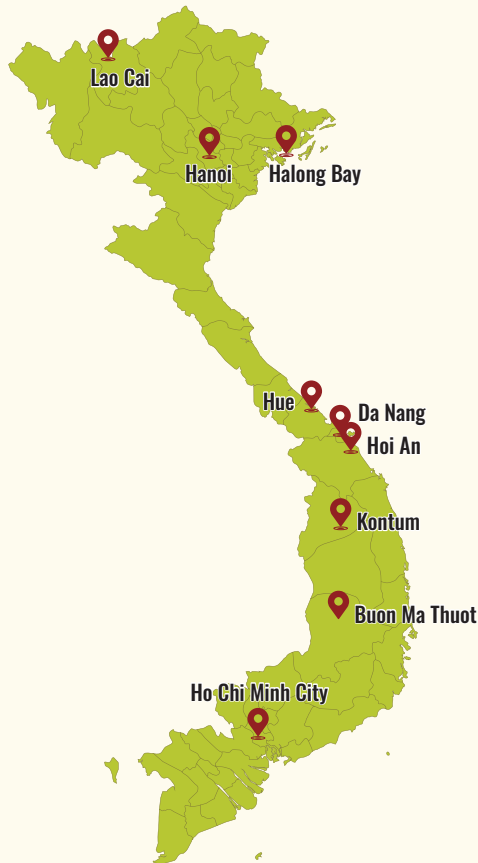 Lao Cai
Hanoi
Halong Bay
Hue
Da Nang
Hoi An
Kontum
Buon Ma Thuot
Ho Chi Minh City